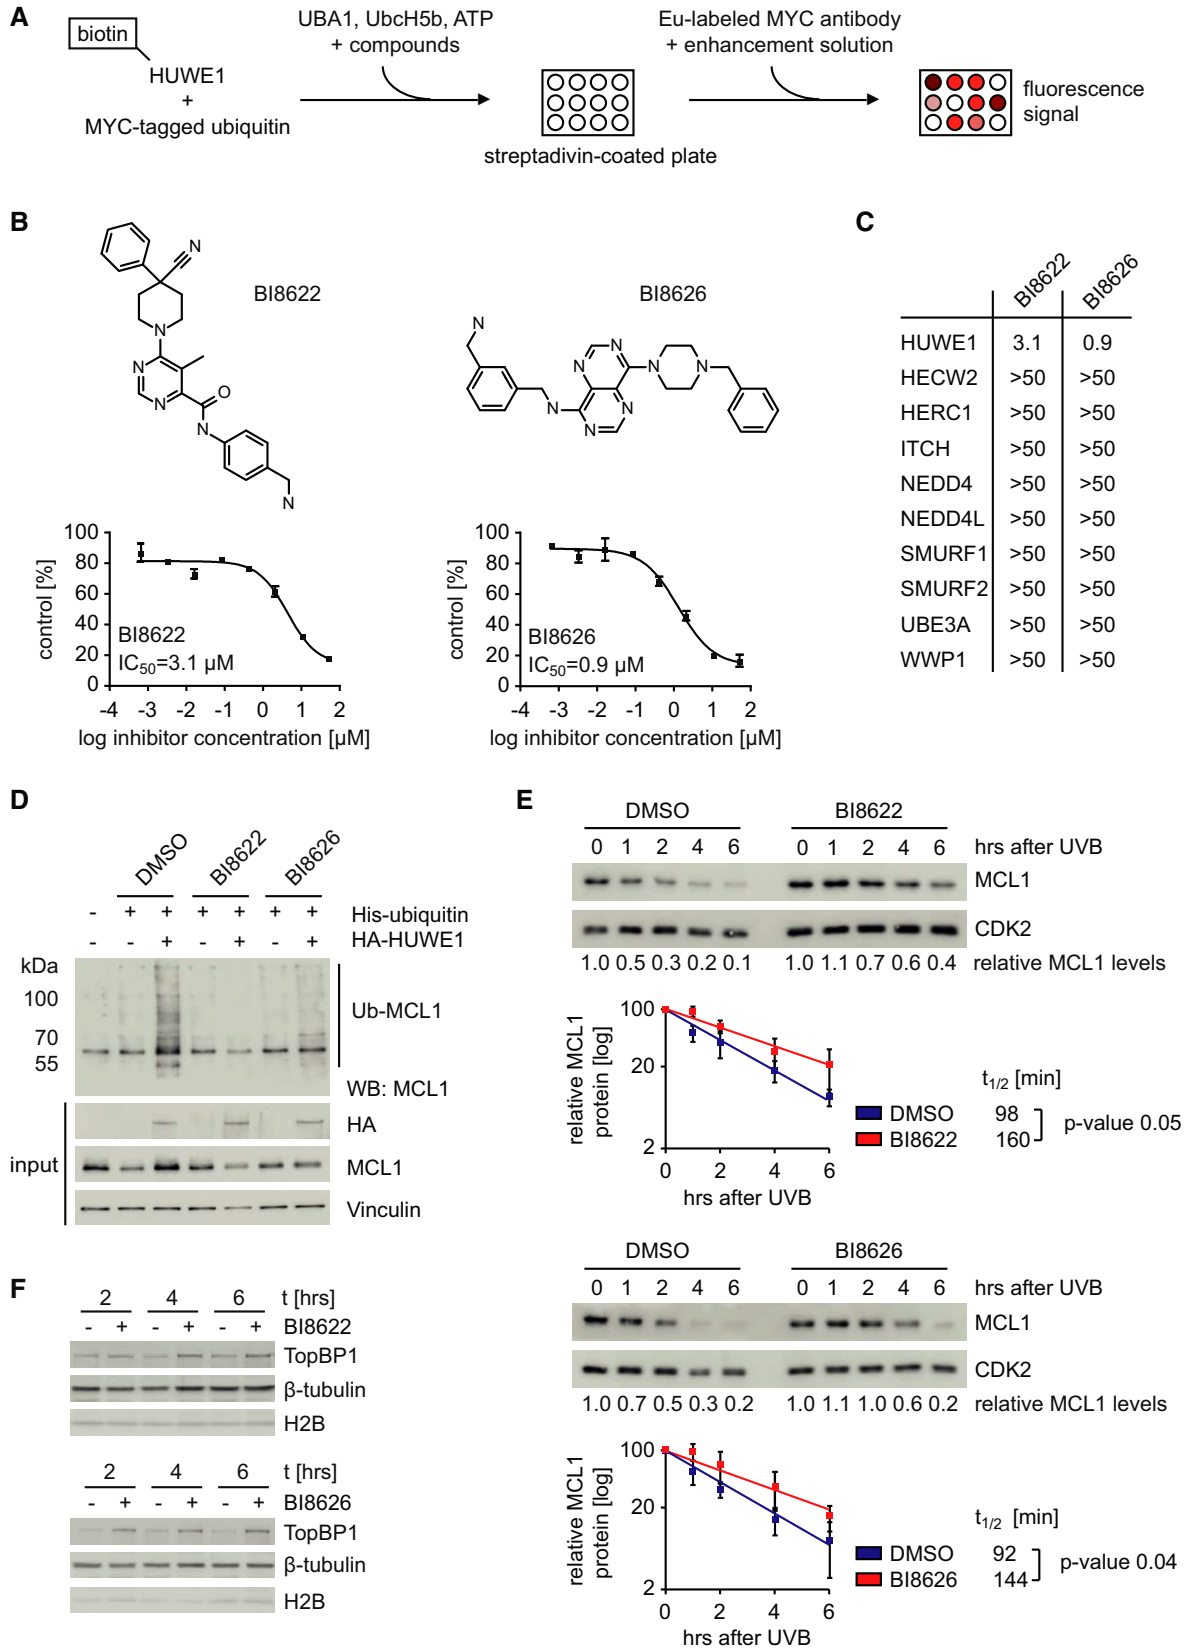 A
biotin
HUWE1
+
MYC-tagged ubiquitin
UBA1, UbcH5b, ATP
+ compounds
streptadivin-coated plate
Eu-labeled MYC antibody
+ enhancement solution
fluorescence
signal
B
BI8622
N
N
N
N
O
N
N
BI8626
N
N
N
N
N
N
N
N
control [%]
100
80
60
40
20
0
BI8622
IC50=3.1 µM
-4 -3 -2 -1 0 1 2
log inhibitor concentration [µM]
control [%]
100
80
60
40
20
0
BI8626
IC50=0.9 µM
-4 -3 -2 -1 0 1 2
log inhibitor concentration [µM]
C
BI8622 BI8626
HUWE1 3.1 0.9
HECW2 >50 >50
HERC1 >50 >50
ITCH >50 >50
NEDD4 >50 >50
NEDD4L >50 >50
SMURF1 >50 >50
SMURF2 >50 >50
UBE3A >50 >50
WWP1 >50 >50
D
DMSO BI8622 BI8626
- + + + + + + His-ubiquitin
- - + - + - + HA-HUWE1
kDa
100
70
55
Ub-MCL1
WB: MCL1
input
HA
MCL1
Vinculin
E
DMSO BI8622
0 1 2 4 6 0 1 2 4 6 hrs after UVB
MCL1
CDK2
1.0 0.5 0.3 0.2 0.1 1.0 1.1 0.7 0.6 0.4 relative MCL1 levels
relative MCL1
protein [log]
100
20
2
0 2 4 6
hrs after UVB
t1/2 [min]
DMSO 98
BI8622 160
p-value 0.05
DMSO BI8626
0 1 2 4 6 0 1 2 4 6 hrs after UVB
MCL1
CDK2
1.0 0.7 0.5 0.3 0.2 1.0 1.1 1.0 0.6 0.2 relative MCL1 levels
relative MCL1
protein [log]
100
20
2
0 2 4 6
hrs after UVB
t1/2 [min]
DMSO 92
BI8626 144
p-value 0.04
F
2 4 6 t [hrs]
- + - + - + BI8622
TopBP1
β-tubulin
H2B
2 4 6 t [hrs]
- + - + - + BI8626
TopBP1
β-tubulin
H2B